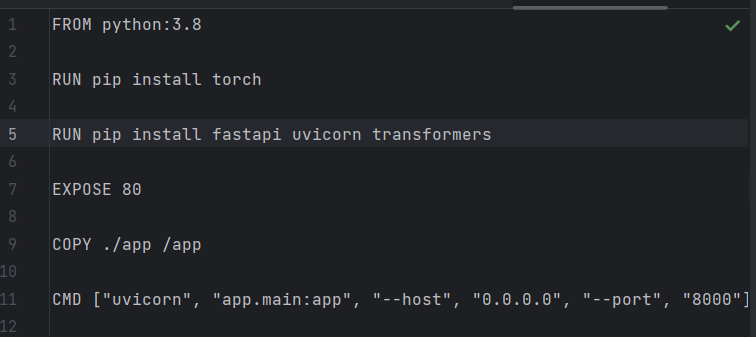 1 FROM python:3.8
2
3 RUN pip install torch
4
5 RUN pip install fastapi uvicorn transformers
6
7 EXPOSE 80
8
9 COPY ./app /app
10
11 CMD ["uvicorn", "app.main:app", "--host", "0.0.0.0", "--port", "8000"]
12